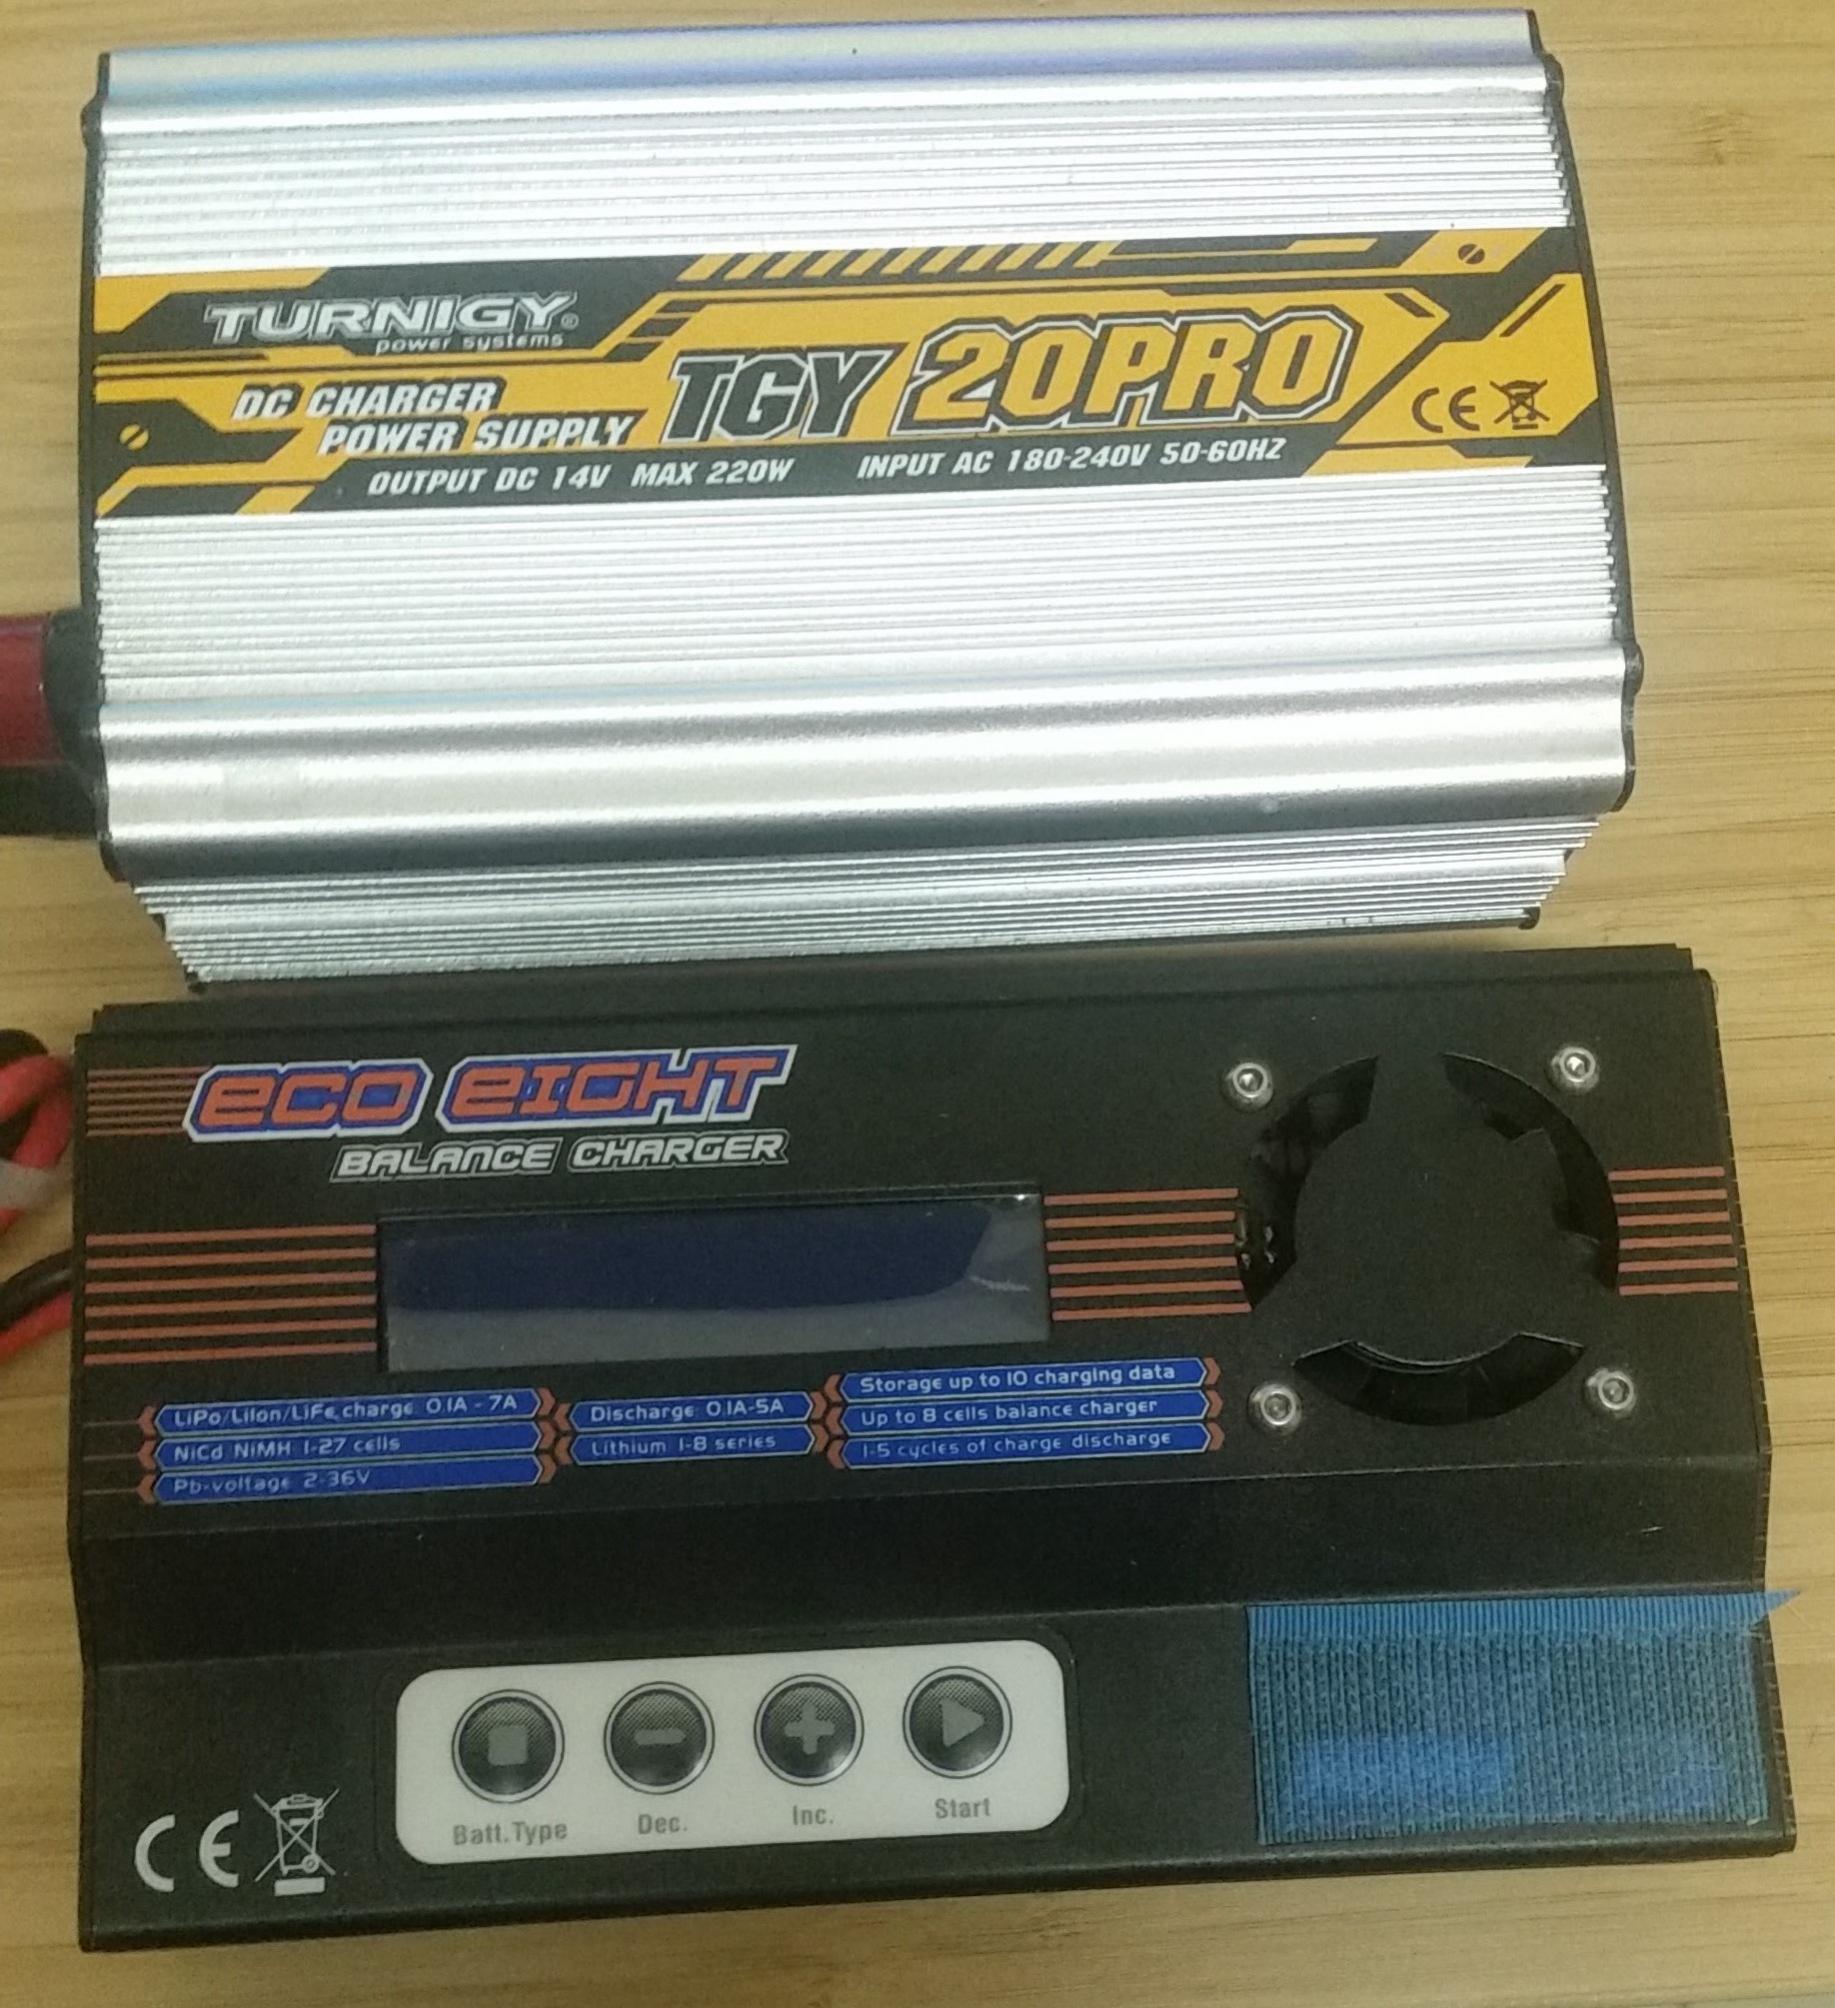 TURNIGY®
power systems
DC CHARGER
POWER SUPPLY
TGY 20PRO
CE
OUTPUT DC 14V MAX 220W INPUT AC 180-240V 50-60HZ
eco eight
BALANCE CHARGER
LiPo/LiIon/LiFe charge 0.1A - 7A
NiCd NiMH 1-27 cells
Pb-voltage 2-36V
Discharge 0.1A-5A
Lithium 1-8 series
Storage up to 10 charging data
Up to 8 cells balance charger
1-5 cycles of charge discharge
Batt.Type
Dec.
Inc.
Start
CE